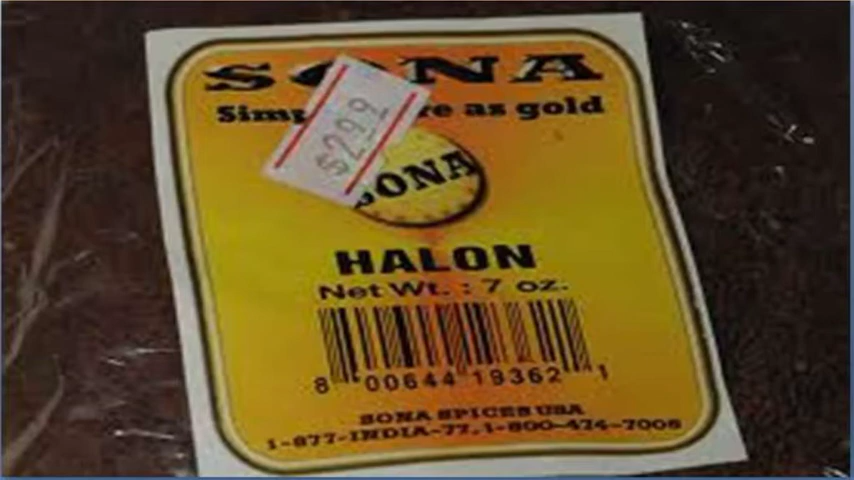 SONA
Simp re as gold
$2.99
SONA
HALON
Net Wt. : 7 oz.
8 00644 19362 1
SONA SPICES USA
1-877-INDIA-77, 1-800-474-7008